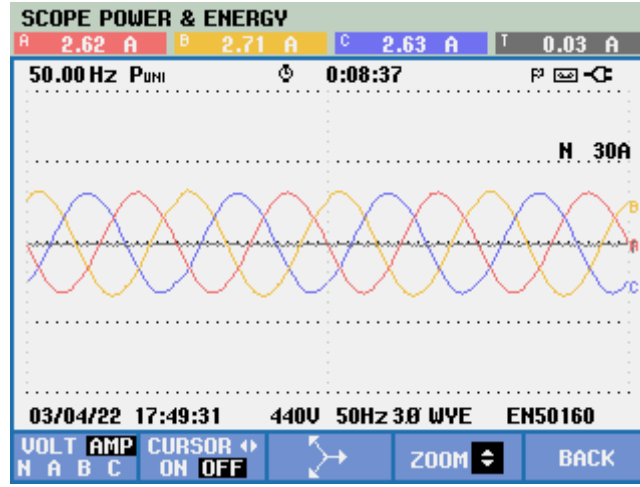 SCOPE POWER & ENERGY
A 2.62 A B 2.71 A C 2.63 A T 0.03 A
50.00 Hz PUNI 0:08:37
N 30A
B
A
C
03/04/22 17:49:31 440V 50Hz 3Ø WYE EN50160
VOLT AMP CURSOR ZOOM BACK
N A B C ON OFF